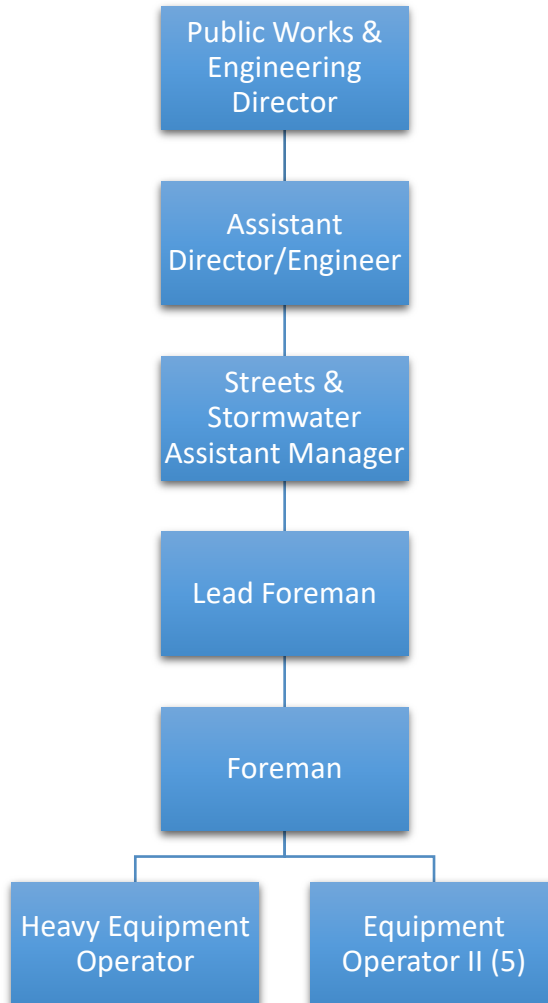 Public Works &
Engineering
Director
Assistant
Director/Engineer
Streets &
Stormwater
Assistant Manager
Lead Foreman
Foreman
Heavy Equipment
Operator
Equipment
Operator II (5)